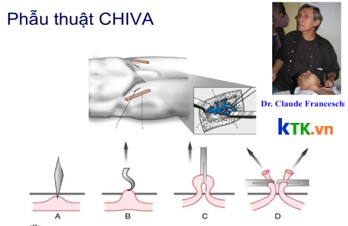 Phẫu thuật CHIVA
Dr. Claude Franceschi
kTK.vn
A
B
C
D